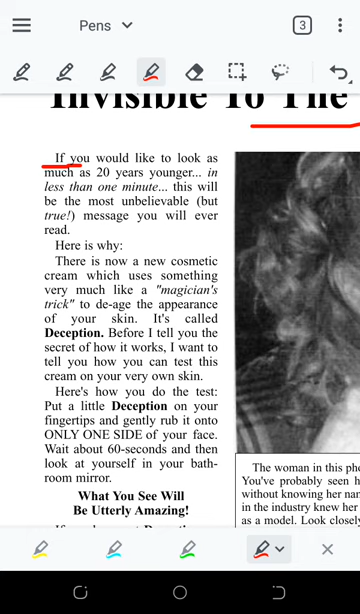 Pens
3
Invisible To The
If you would like to look as
much as 20 years younger... in
less than one minute... this will
be the most unbelievable (but
true!) message you will ever
read.
Here is why:
There is now a new cosmetic
cream which uses something
very much like a "magician's
trick" to de-age the appearance
of your skin. It's called
Deception. Before I tell you the
secret of how it works, I want to
tell you how you can test this
cream on your very own skin.
Here's how you do the test:
Put a little Deception on your
fingertips and gently rub it onto
ONLY ONE SIDE of your face.
Wait about 60-seconds and then
look at yourself in your bath-
room mirror.
What You See Will
Be Utterly Amazing!
The woman in this pho
You've probably seen h
without knowing her nam
in the industry knew her
as a model. Look closely